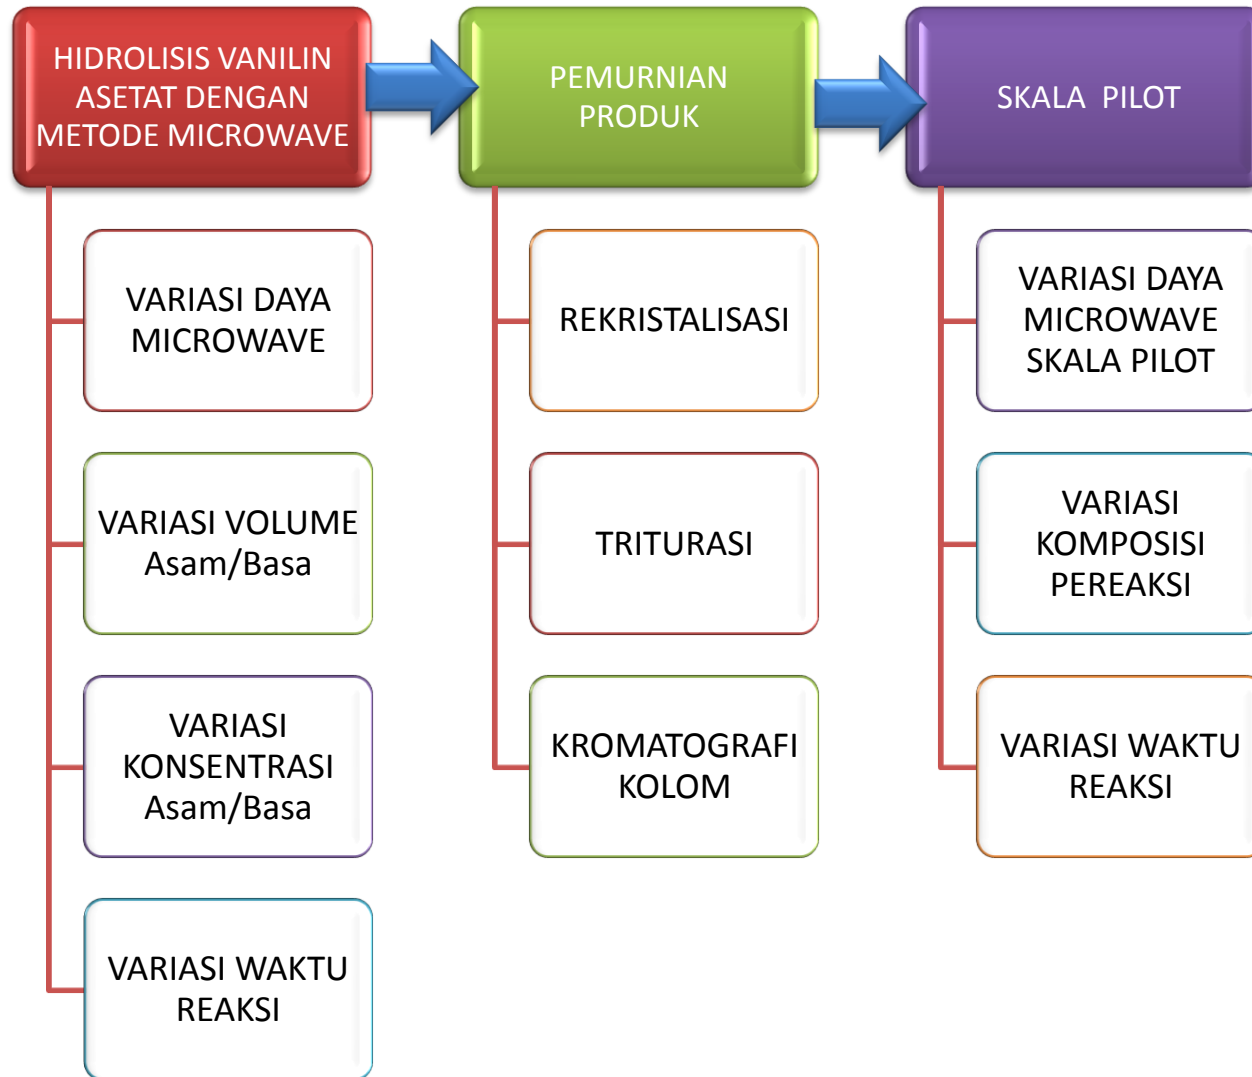 HIDROLISIS VANILIN
ASETAT DENGAN
METODE MICROWAVE
VARIASI DAYA
MICROWAVE
VARIASI VOLUME
Asam/Basa
VARIASI
KONSENTRASI
Asam/Basa
VARIASI WAKTU
REAKSI
PEMURNIAN
PRODUK
REKRISTALISASI
TRITURASI
KROMATOGRAFI
KOLOM
SKALA PILOT
VARIASI DAYA
MICROWAVE
SKALA PILOT
VARIASI
KOMPOSISI
PEREAKSI
VARIASI WAKTU
REAKSI